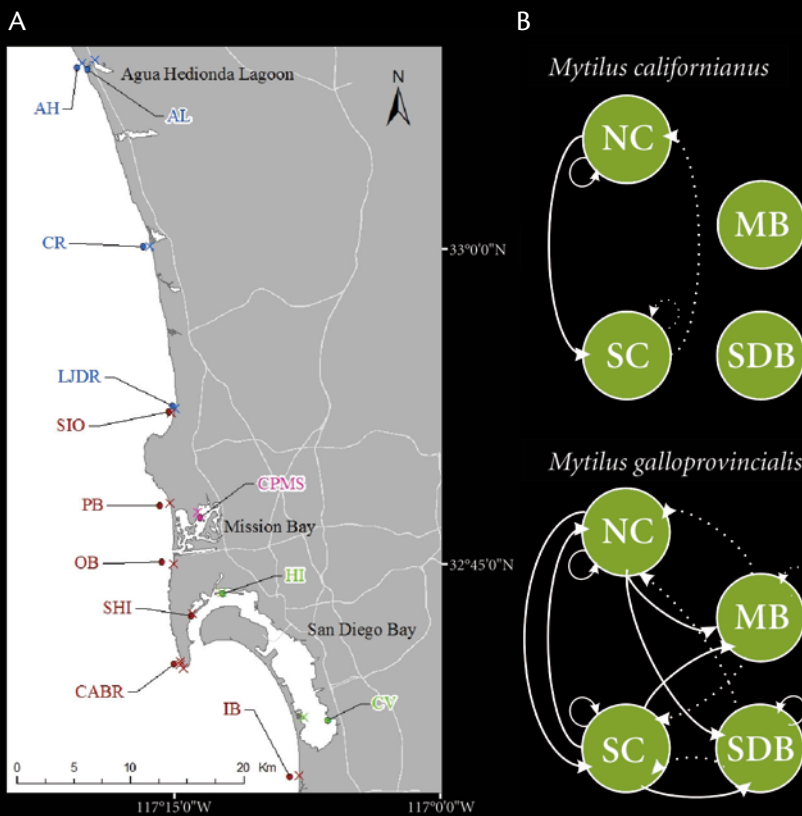 A
Agua Hedionda Lagoon
N
AH
AL
CR
33°0'0"N
LJDR
SIO
CPMS
PB
Mission Bay
OB
32°45'0"N
HI
SHI
San Diego Bay
CABR
CV
IB
0 5 10 20 Km
117°15'0"W
117°0'0"W
B
Mytilus californianus
NC
MB
SC
SDB
Mytilus galloprovincialis
NC
MB
SC
SDB